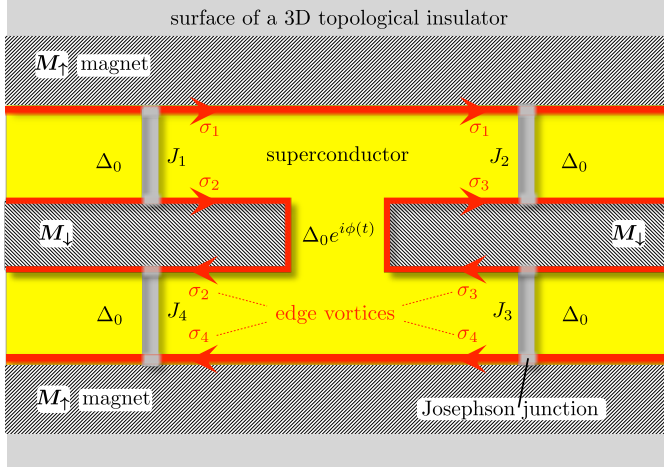 surface of a 3D topological insulator
M↑ magnet
σ₁ σ₁
Δ₀ J₁ superconductor J₂ Δ₀
σ₂ σ₃
M↓ Δ₀e^{iϕ(t)} M↓
σ₂ σ₃
Δ₀ J₄ edge vortices J₃ Δ₀
σ₄ σ₄
M↑ magnet
Josephson junction